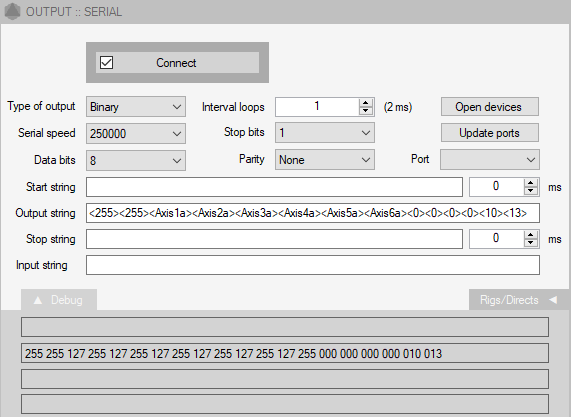 OUTPUT :: SERIAL
Connect
Type of output Binary Interval loops 1 (2 ms) Open devices
Serial speed 250000 Stop bits 1 Update ports
Data bits 8 Parity None Port
Start string 0 ms
Output string <255><255><Axis1a><Axis2a><Axis3a><Axis4a><Axis5a><Axis6a><0><0><0><0><10><13>
Stop string 0 ms
Input string
Debug Rigs/Directs
255 255 127 255 127 255 127 255 127 255 127 255 127 255 000 000 000 000 010 013